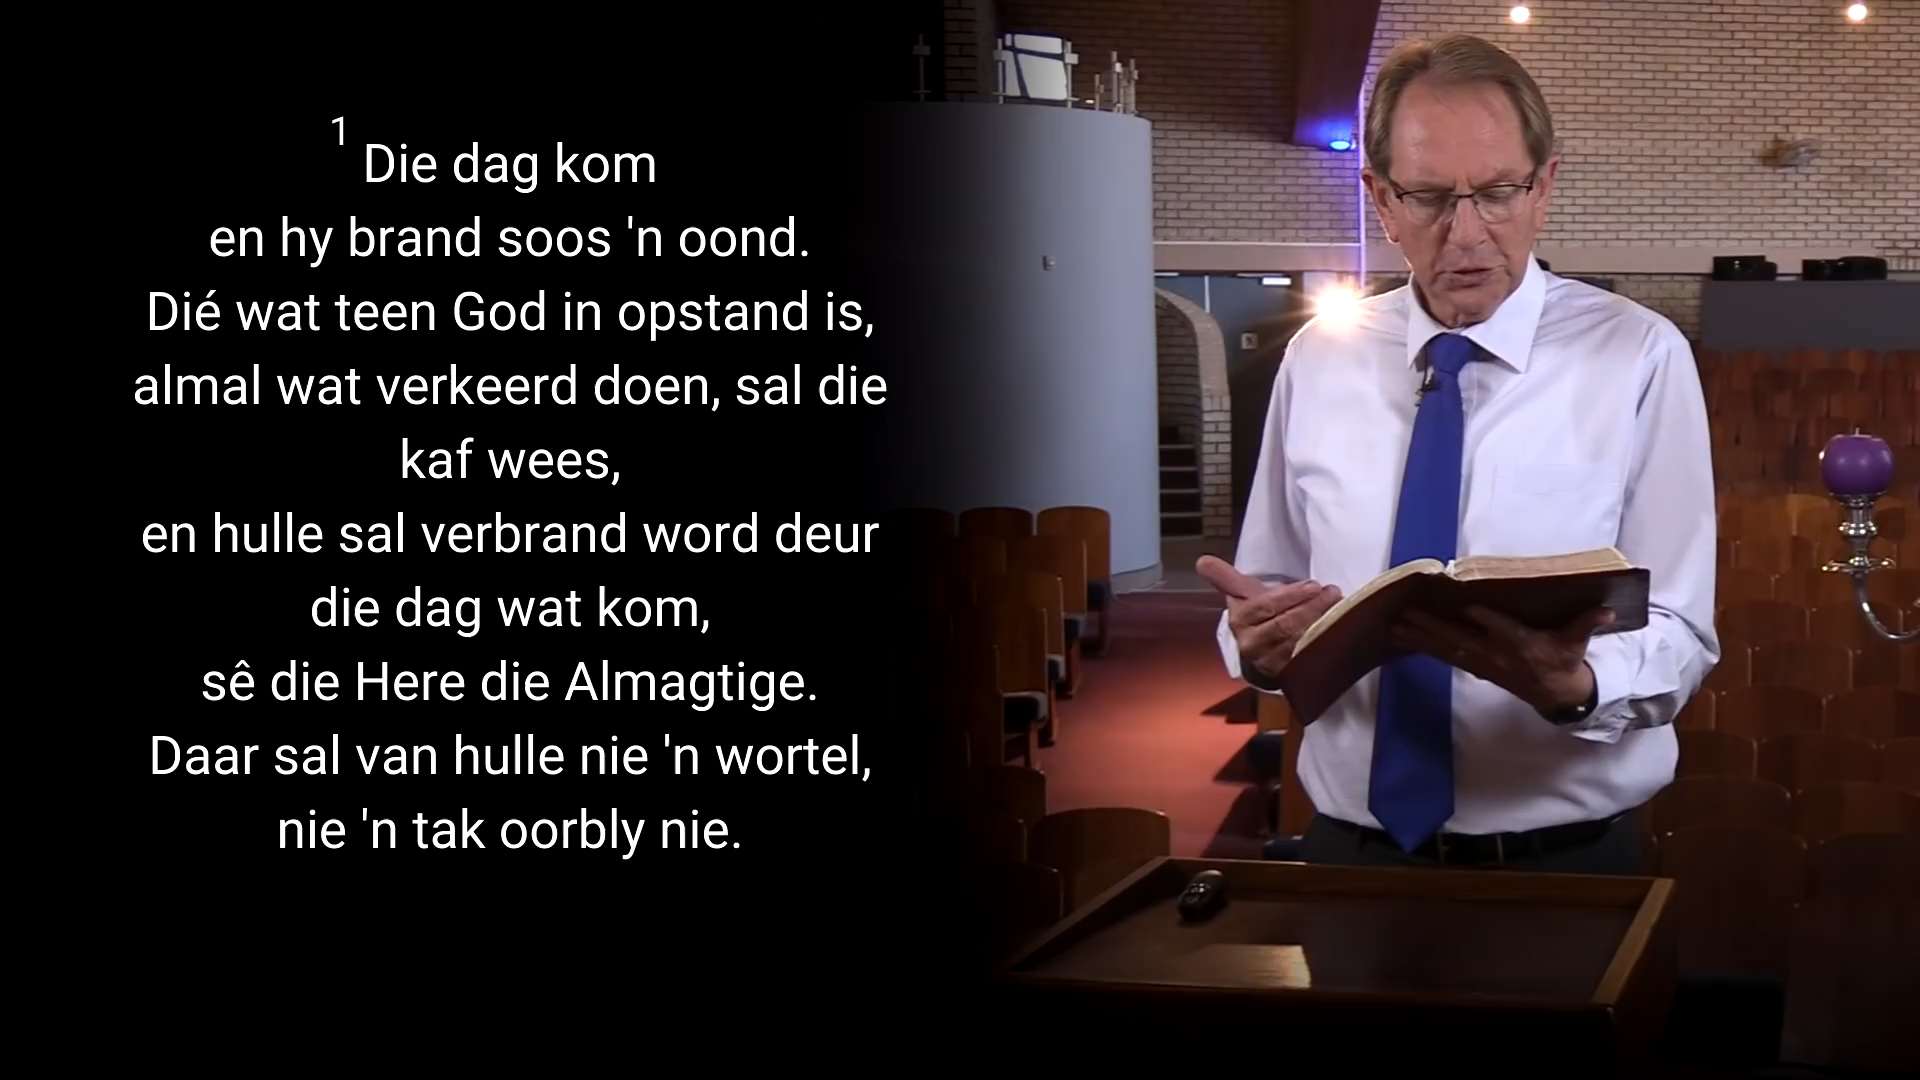 1 Die dag kom
en hy brand soos 'n oond.
Dié wat teen God in opstand is,
almal wat verkeerd doen, sal die
kaf wees,
en hulle sal verbrand word deur
die dag wat kom,
sê die Here die Almagtige.
Daar sal van hulle nie 'n wortel,
nie 'n tak oorbly nie.